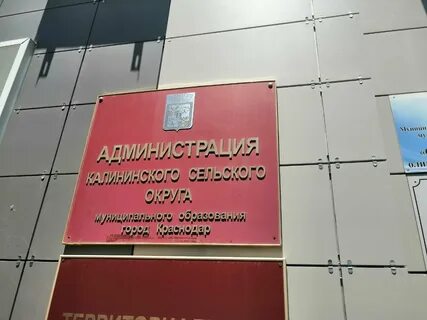 АДМИНИСТРАЦИЯ
КАЛИНИНСКОГО СЕЛЬСКОГО
ОКРУГА
муниципального образования
город Краснодар